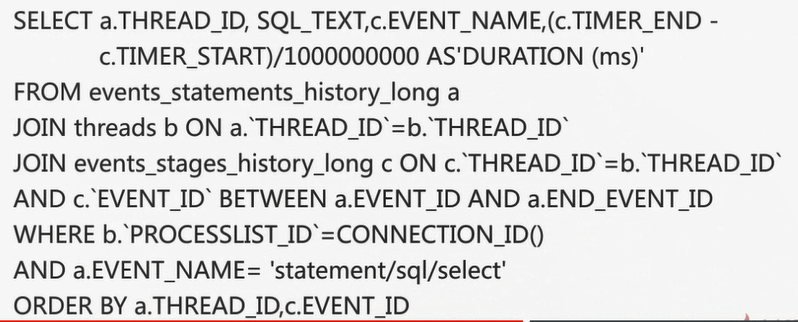 SELECT a.THREAD_ID, SQL_TEXT,c.EVENT_NAME,(c.TIMER_END -
c.TIMER_START)/1000000000 AS'DURATION (ms)'
FROM events_statements_history_long a
JOIN threads b ON a.`THREAD_ID`=b.`THREAD_ID`
JOIN events_stages_history_long c ON c.`THREAD_ID`=b.`THREAD_ID`
AND c.`EVENT_ID` BETWEEN a.EVENT_ID AND a.END_EVENT_ID
WHERE b.`PROCESSLIST_ID`=CONNECTION_ID()
AND a.EVENT_NAME= 'statement/sql/select'
ORDER BY a.THREAD_ID,c.EVENT_ID